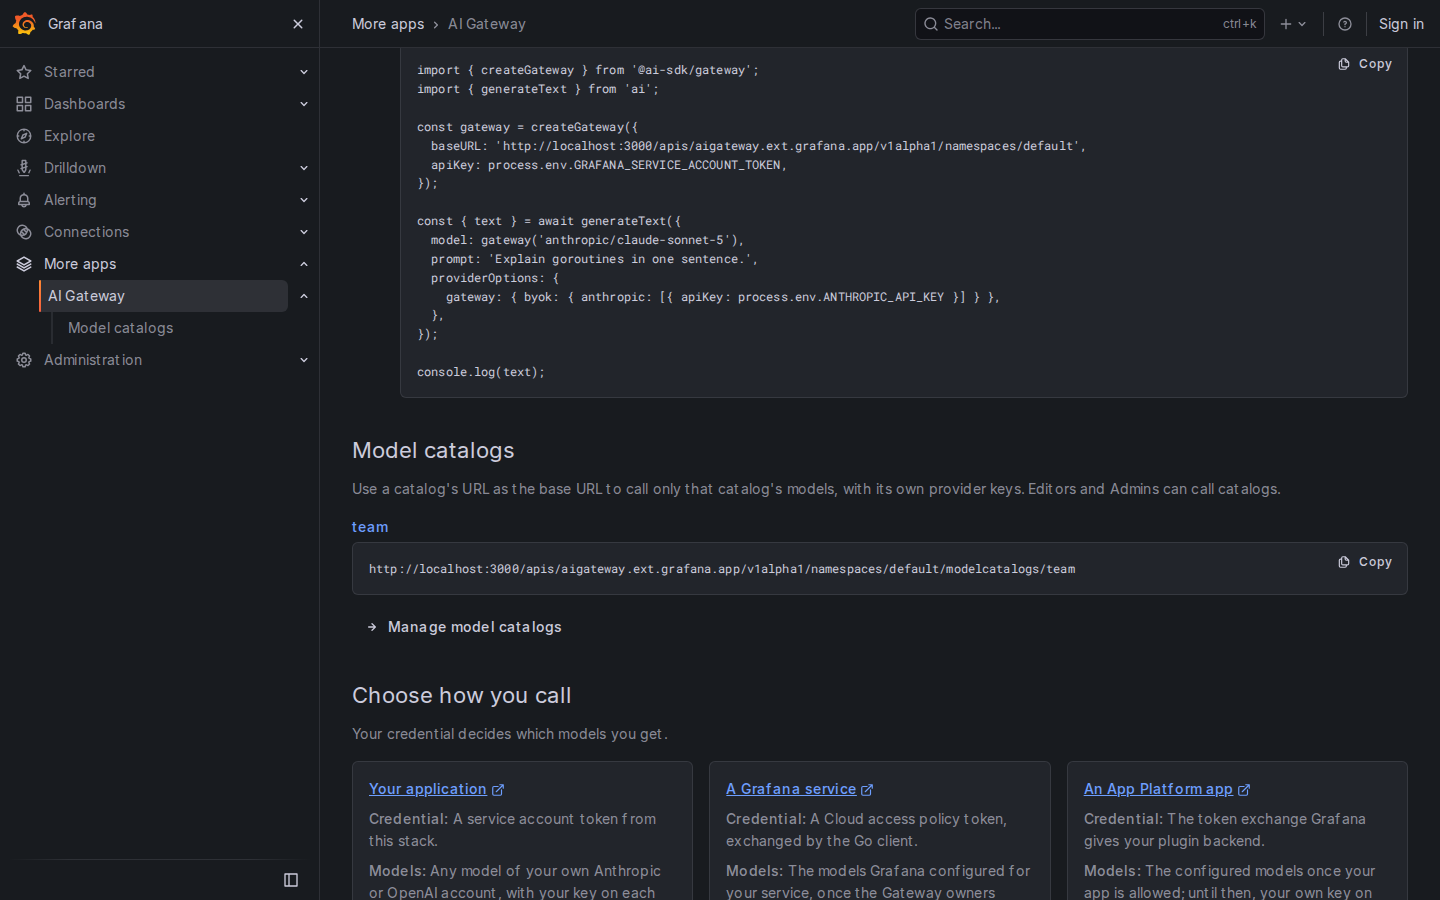 Grafana
More apps › AI Gateway
Search...
ctrl+k
Sign in
Starred
Dashboards
Explore
Drilldown
Alerting
Connections
More apps
AI Gateway
Model catalogs
Administration
Copy
import { createGateway } from '@ai-sdk/gateway';
import { generateText } from 'ai';
const gateway = createGateway({
baseURL: 'http://localhost:3000/apis/aigateway.ext.grafana.app/v1alpha1/namespaces/default',
apiKey: process.env.GRAFANA_SERVICE_ACCOUNT_TOKEN,
});
const { text } = await generateText({
model: gateway('anthropic/claude-sonnet-5'),
prompt: 'Explain goroutines in one sentence.',
providerOptions: {
gateway: { byok: { anthropic: [{ apiKey: process.env.ANTHROPIC_API_KEY }] } },
},
});
console.log(text);
Model catalogs
Use a catalog's URL as the base URL to call only that catalog's models, with its own provider keys. Editors and Admins can call catalogs.
team
http://localhost:3000/apis/aigateway.ext.grafana.app/v1alpha1/namespaces/default/modelcatalogs/team
Copy
Manage model catalogs
Choose how you call
Your credential decides which models you get.
Your application
Credential: A service account token from
this stack.
Models: Any model of your own Anthropic
or OpenAI account, with your key on each
A Grafana service
Credential: A Cloud access policy token,
exchanged by the Go client.
Models: The models Grafana configured for
your service, once the Gateway owners
An App Platform app
Credential: The token exchange Grafana
gives your plugin backend.
Models: The configured models once your
app is allowed; until then, your own key on